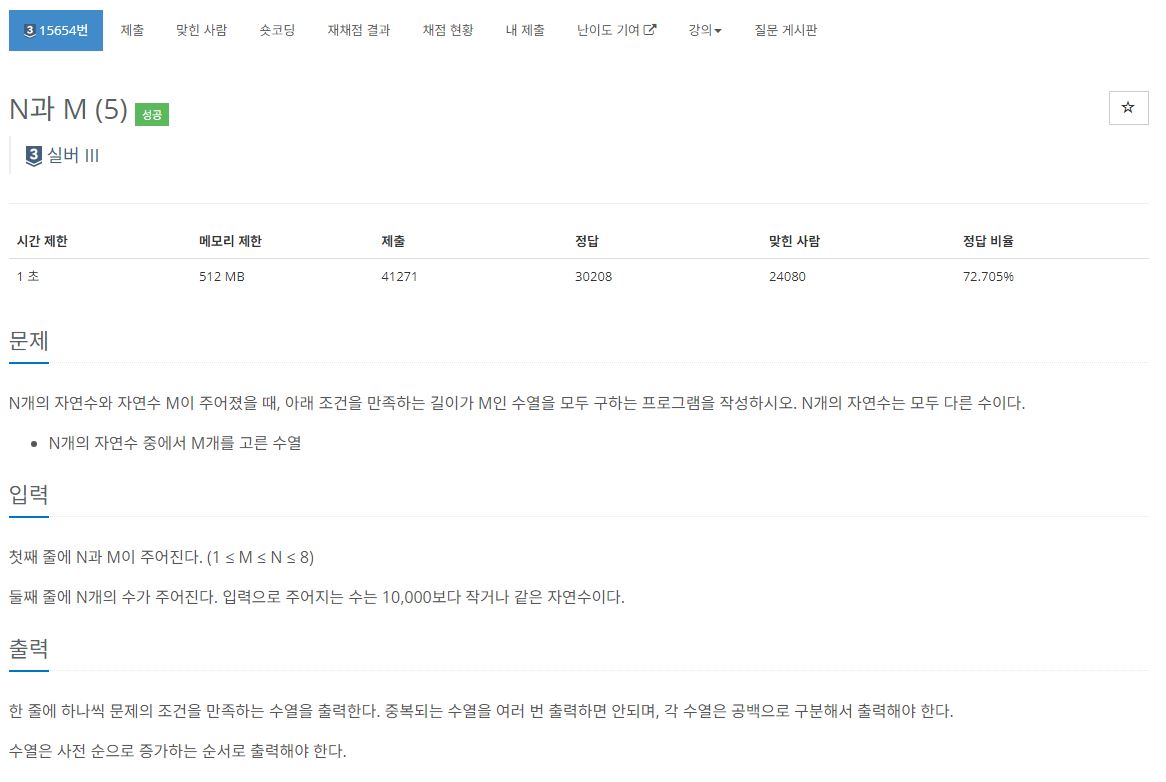 3 15654번 제출 맞힌 사람 숏코딩 재채점 결과 채점 현황 내 제출 난이도 기여 강의 질문 게시판
N과 M (5) 성공
3 실버 III
시간 제한 메모리 제한 제출 정답 맞힌 사람 정답 비율
1 초 512 MB 41271 30208 24080 72.705%
문제
N개의 자연수와 자연수 M이 주어졌을 때, 아래 조건을 만족하는 길이가 M인 수열을 모두 구하는 프로그램을 작성하시오. N개의 자연수는 모두 다른 수이다.
• N개의 자연수 중에서 M개를 고른 수열
입력
첫째 줄에 N과 M이 주어진다. (1 ≤ M ≤ N ≤ 8)
둘째 줄에 N개의 수가 주어진다. 입력으로 주어지는 수는 10,000보다 작거나 같은 자연수이다.
출력
한 줄에 하나씩 문제의 조건을 만족하는 수열을 출력한다. 중복되는 수열을 여러 번 출력하면 안되며, 각 수열은 공백으로 구분해서 출력해야 한다.
수열은 사전 순으로 증가하는 순서로 출력해야 한다.